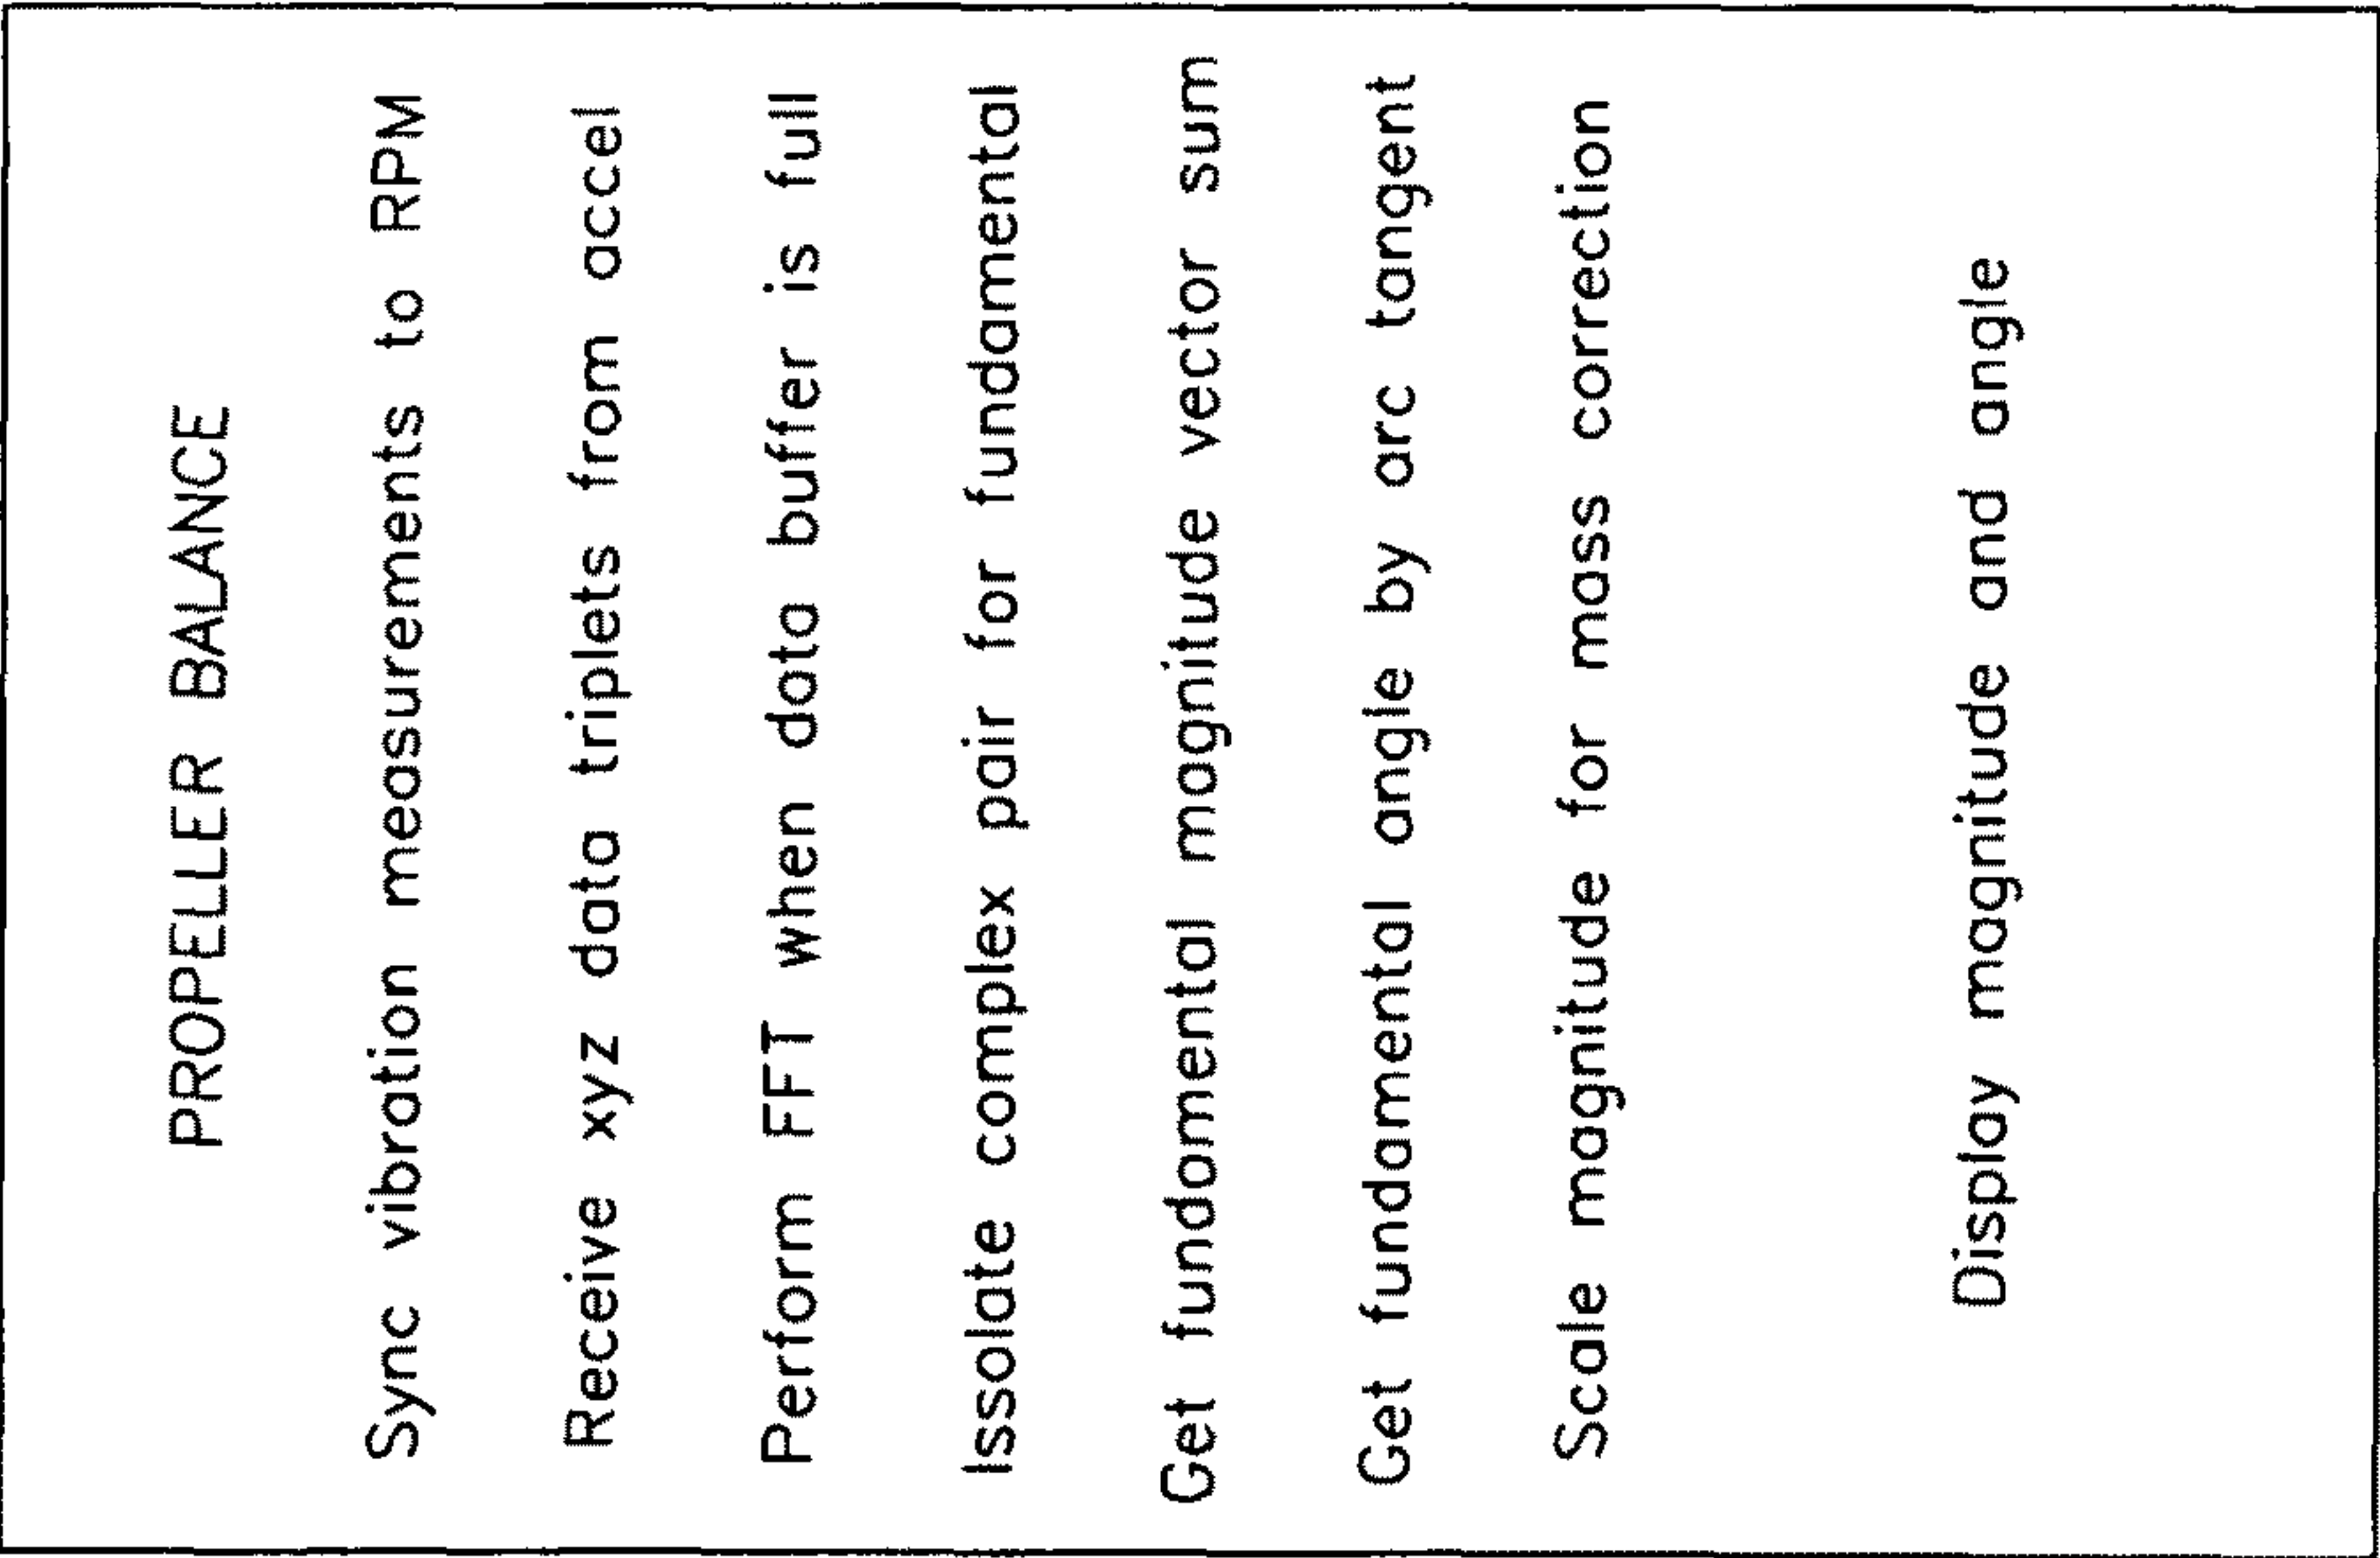 PROPELLER BALANCE
Sync vibration measurements to RPM
Receive xyz data triplets from accel
Perform FFT when data buffer is full
Issolate complex pair for fundamental
Get fundamental magnitude vector sum
Get fundamental angle by arc tangent
Scale magnitude for mass correction
Display magnitude and angle